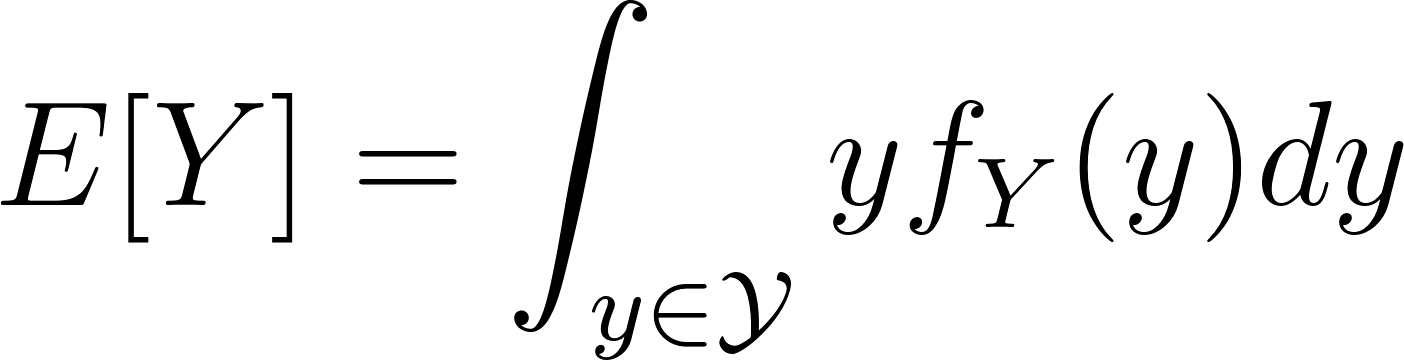 E[Y] = ∫_{y∈𝒴} y f_Y(y)dy